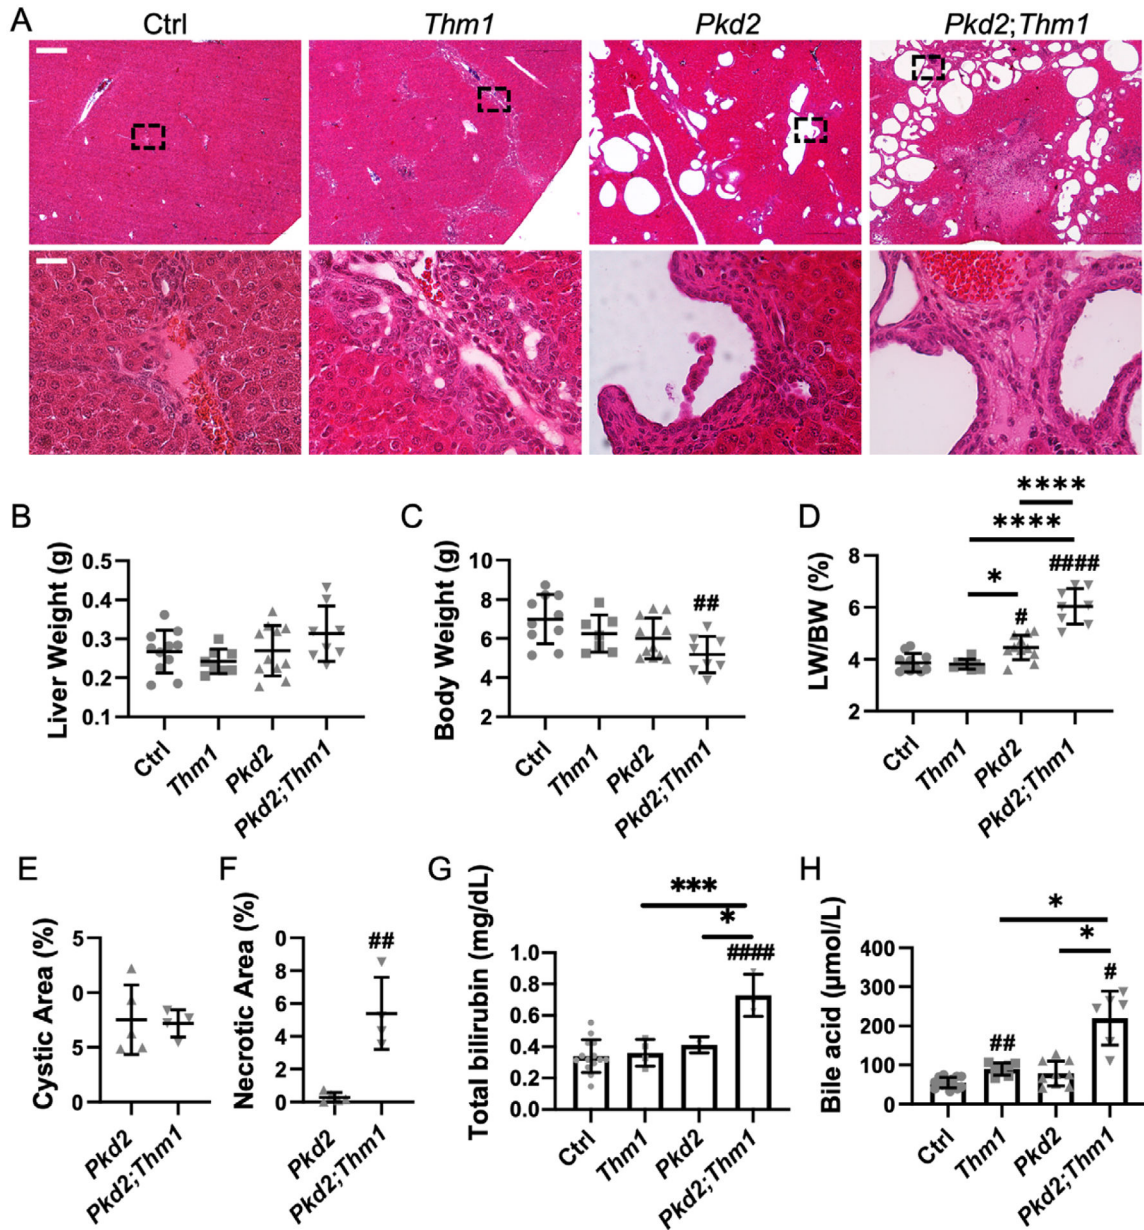 A
Ctrl
Thm1
Pkd2
Pkd2;Thm1
B
Liver Weight (g)
0.5
0.4
0.3
0.2
0.1
Ctrl
Thm1
Pkd2
Pkd2;Thm1
C
Body Weight (g)
10
8
6
4
2
##
Ctrl
Thm1
Pkd2
Pkd2;Thm1
D
LW/BW (%)
8
6
4
2
****
****
*
#
####
Ctrl
Thm1
Pkd2
Pkd2;Thm1
E
Cystic Area (%)
5
0
5
0
Pkd2
Pkd2;Thm1
F
Necrotic Area (%)
0
8
6
4
2
0
##
Pkd2
Pkd2;Thm1
G
Total bilirubin (mg/dL)
1.0
0.8
0.6
0.4
0.2
0.0
***
*
####
Ctrl
Thm1
Pkd2
Pkd2;Thm1
H
Bile acid (μmol/L)
400
300
200
100
0
*
*
##
#
Ctrl
Thm1
Pkd2
Pkd2;Thm1